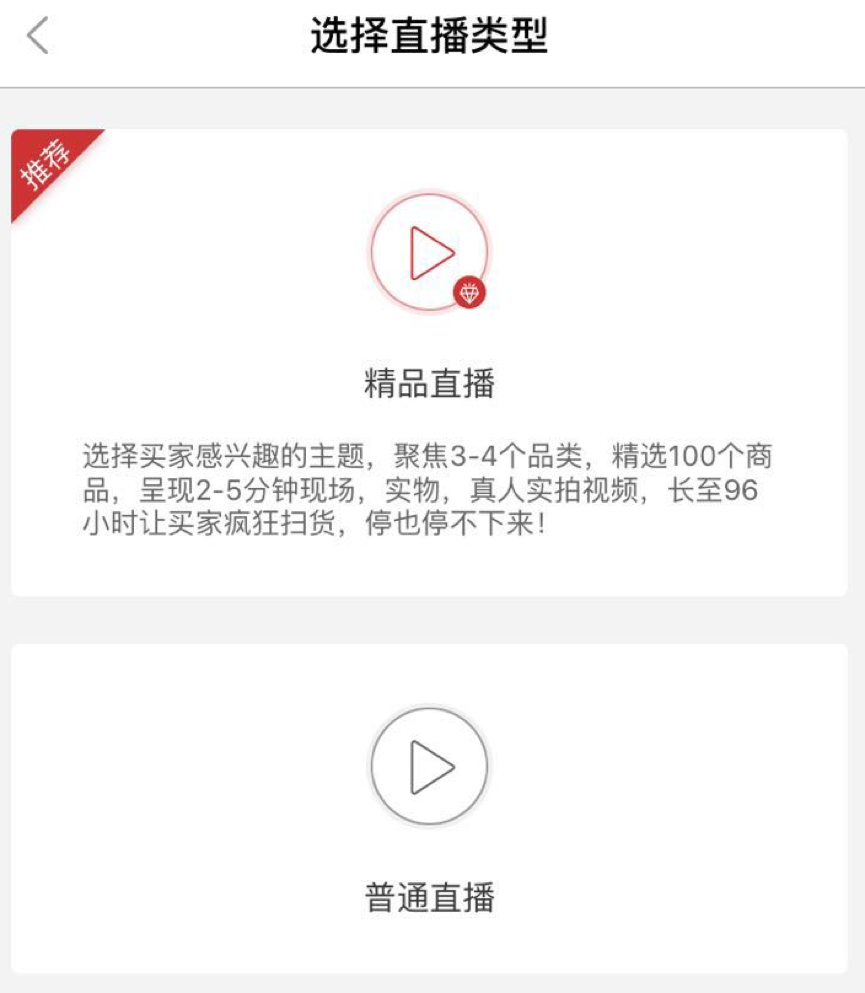 选择直播类型
推荐
精品直播
选择买家感兴趣的主题，聚焦3-4个品类，精选100个商
品，呈现2-5分钟现场，实物，真人实拍视频，长至96
小时让买家疯狂扫货，停也停不下来！
普通直播